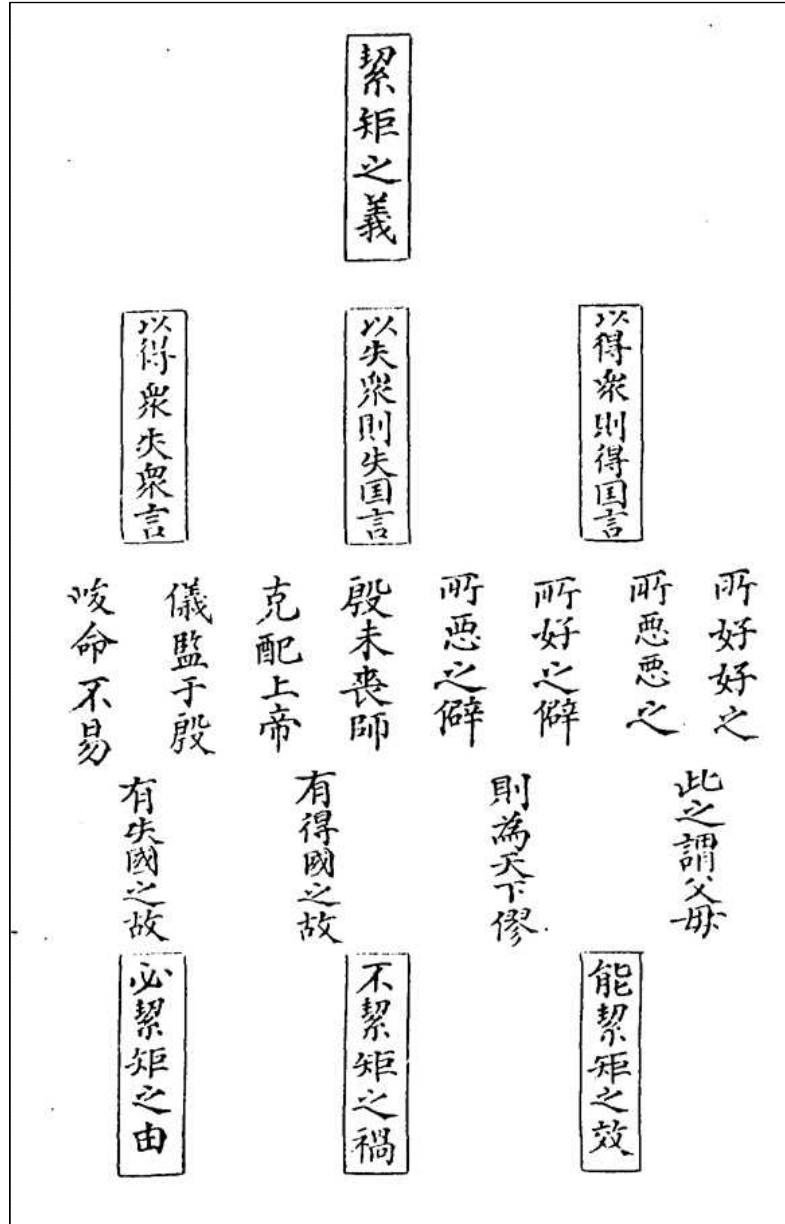 絜矩之義
以得衆則得囯言
以失衆則失囯言
以得衆失衆言
所好好之
所惡惡之
所好之僻
所惡之僻
殷未喪師
克配上帝
儀監于殷
峻命不易
此之謂父母
則為天下僇
有得國之故
有失國之故
能絜矩之效
不絜矩之禍
必絜矩之由